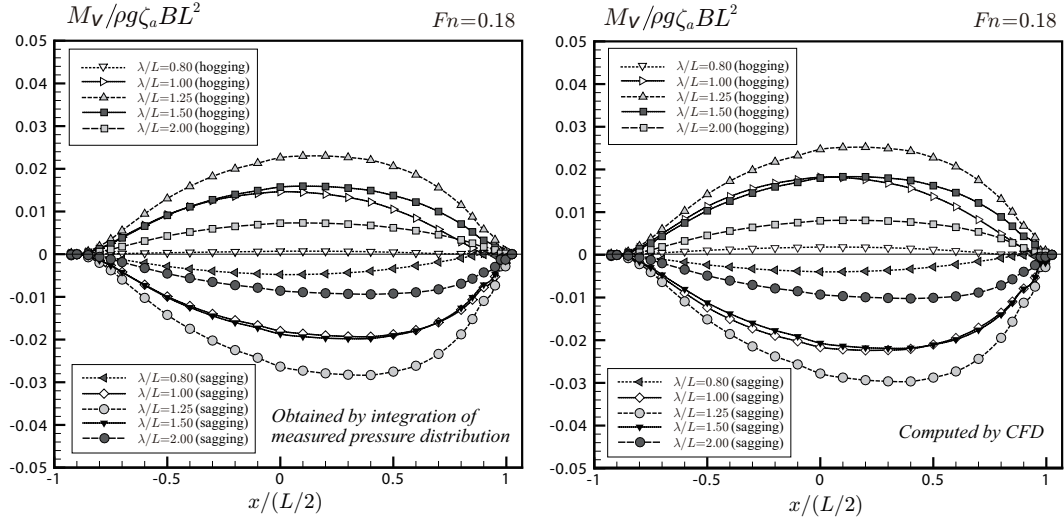 M_V/ρgζ_aBL² Fn=0.18
0.05
0.04
0.03
0.02
0.01
0
-0.01
-0.02
-0.03
-0.04
-0.05
λ/L=0.80 (hogging)
λ/L=1.00 (hogging)
λ/L=1.25 (hogging)
λ/L=1.50 (hogging)
λ/L=2.00 (hogging)
λ/L=0.80 (sagging)
λ/L=1.00 (sagging)
λ/L=1.25 (sagging)
λ/L=1.50 (sagging)
λ/L=2.00 (sagging)
Obtained by integration of
measured pressure distribution
-1 -0.5 0 0.5 1
x/(L/2)
M_V/ρgζ_aBL² Fn=0.18
0.05
0.04
0.03
0.02
0.01
0
-0.01
-0.02
-0.03
-0.04
-0.05
λ/L=0.80 (hogging)
λ/L=1.00 (hogging)
λ/L=1.25 (hogging)
λ/L=1.50 (hogging)
λ/L=2.00 (hogging)
λ/L=0.80 (sagging)
λ/L=1.00 (sagging)
λ/L=1.25 (sagging)
λ/L=1.50 (sagging)
λ/L=2.00 (sagging)
Computed by CFD
-1 -0.5 0 0.5 1
x/(L/2)